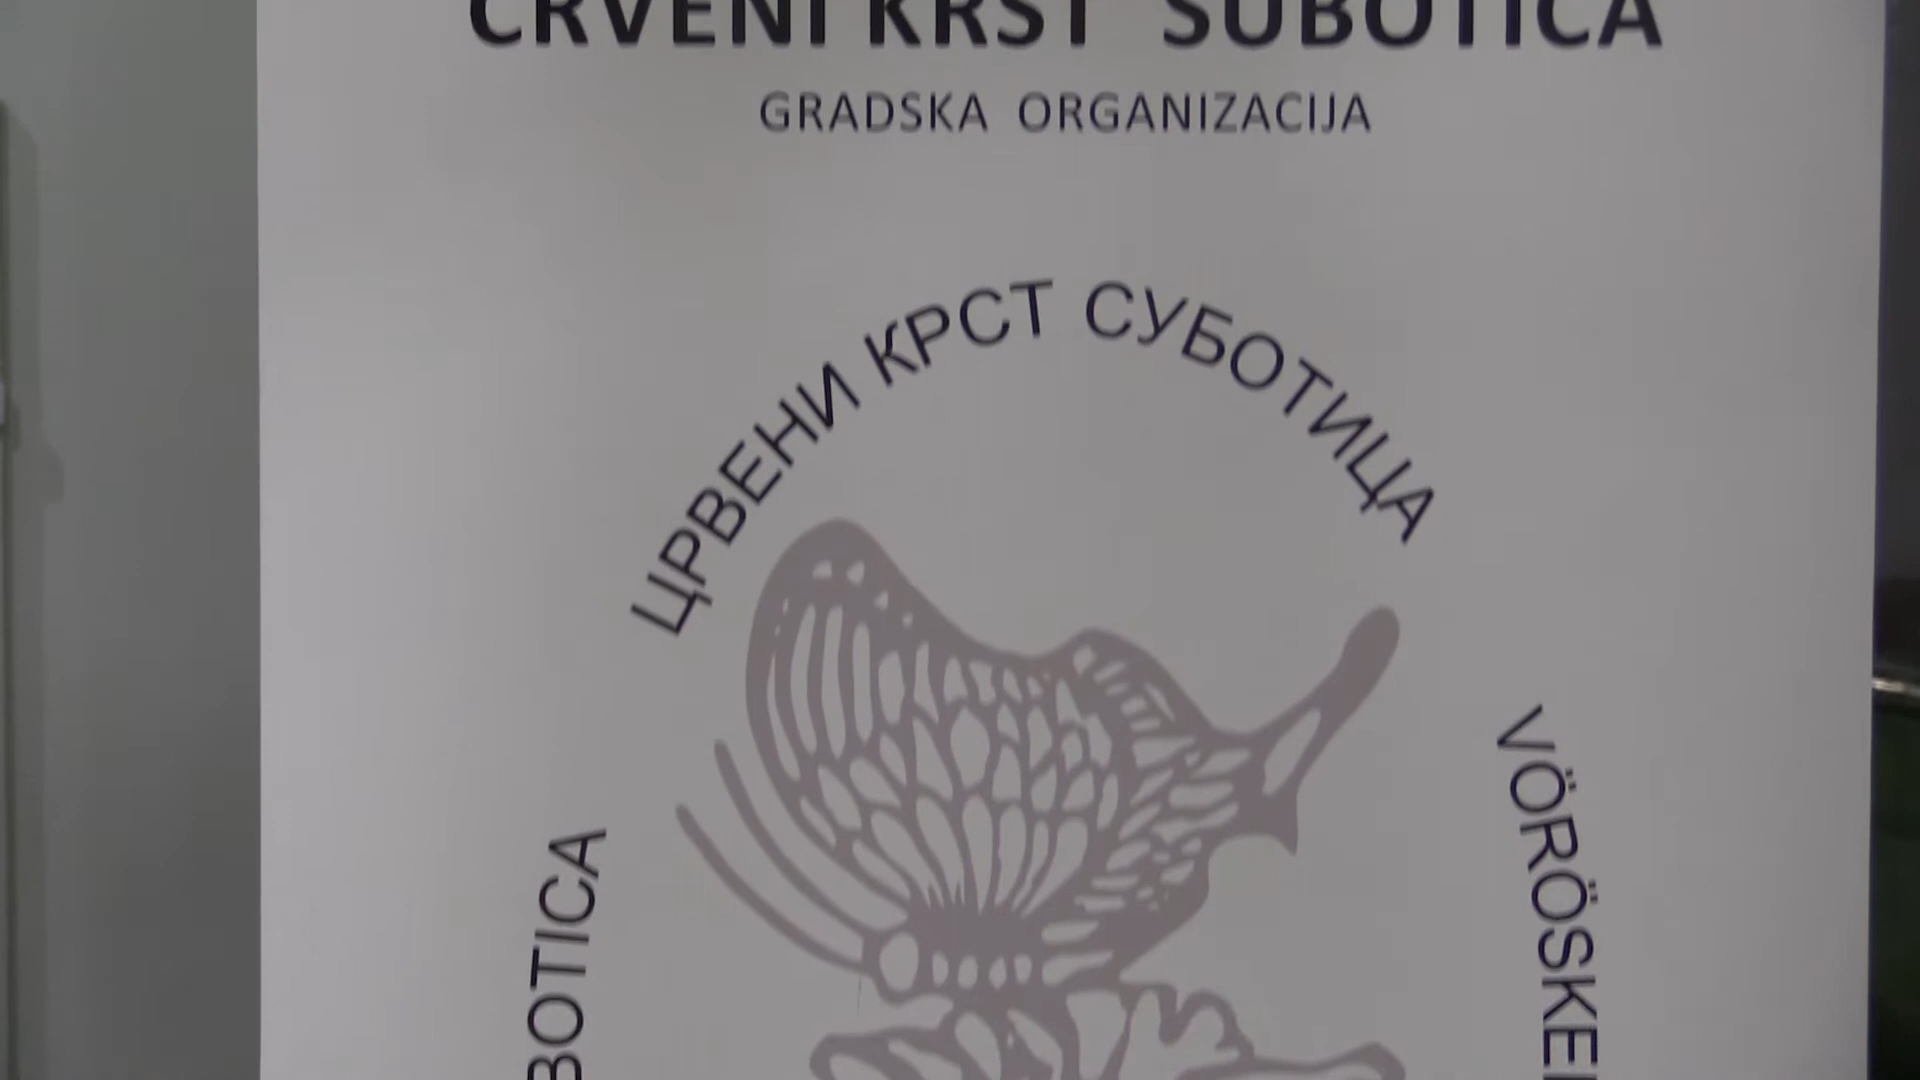 CRVENI KRST SUBOTICA
GRADSKA ORGANIZACIJA
ЦРВЕНИ КРСТ СУБОТИЦА